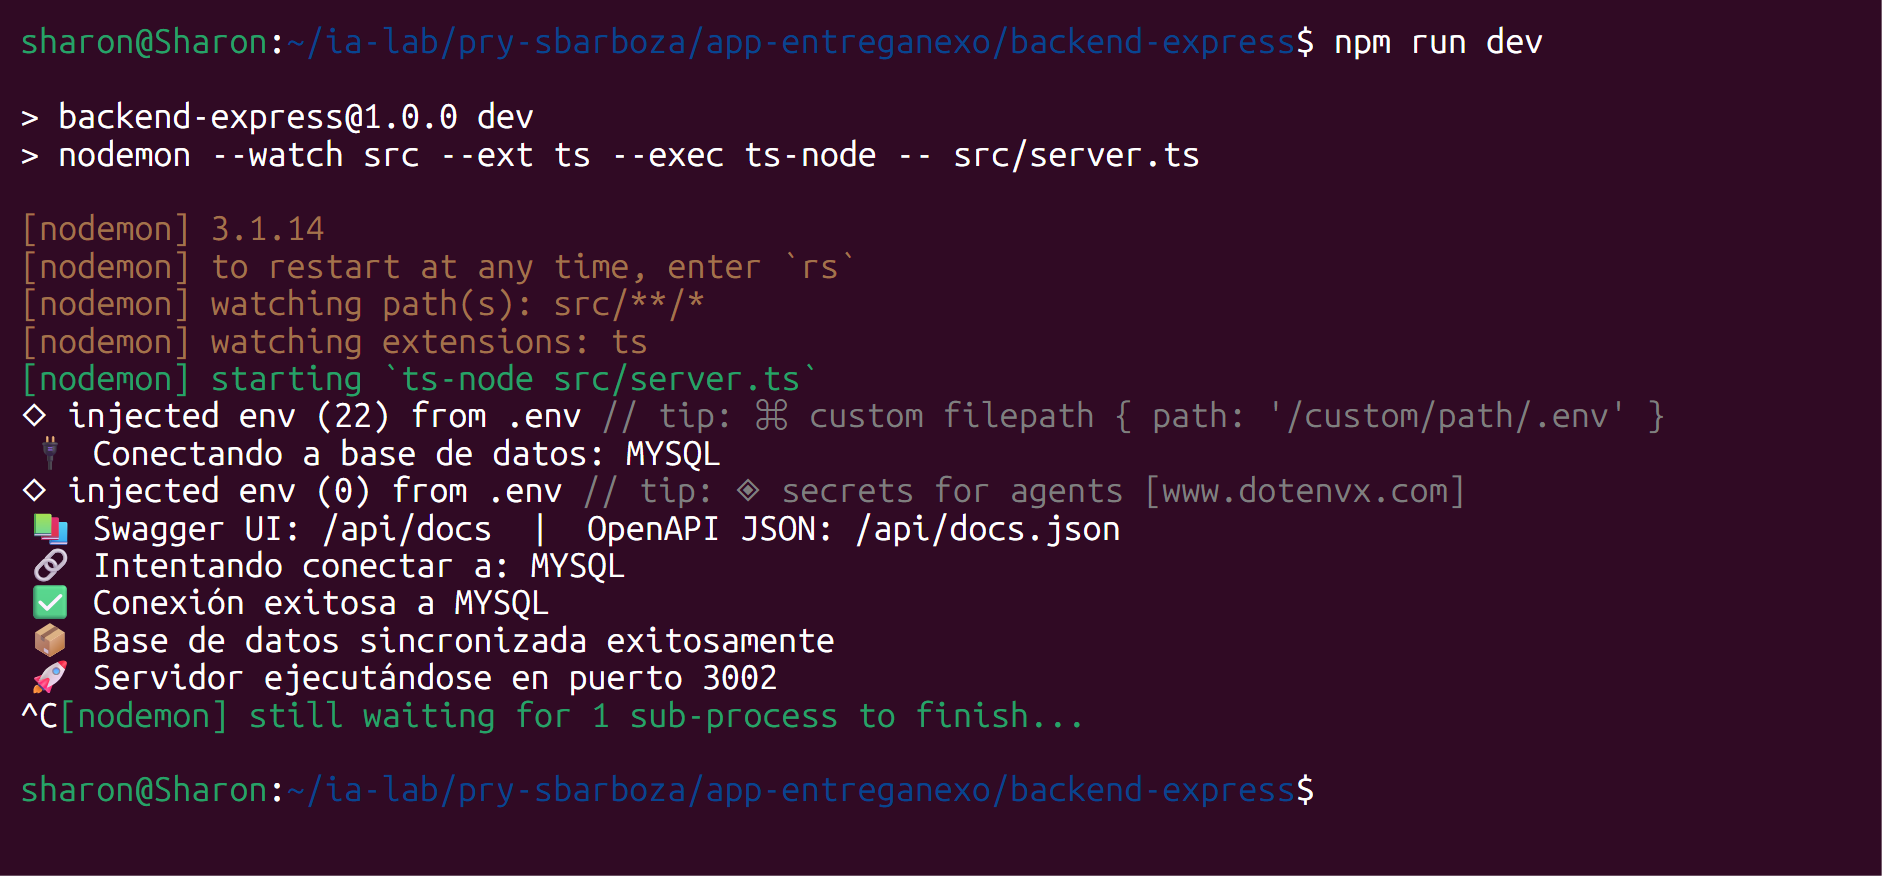 sharon@Sharon:~/ia-lab/pry-sbarboza/app-entreganexo/backend-express$ npm run dev
> backend-express@1.0.0 dev
> nodemon --watch src --ext ts --exec ts-node -- src/server.ts
[nodemon] 3.1.14
[nodemon] to restart at any time, enter `rs`
[nodemon] watching path(s): src/**/*
[nodemon] watching extensions: ts
[nodemon] starting `ts-node src/server.ts`
◇ injected env (22) from .env // tip: ⌘ custom filepath { path: '/custom/path/.env' }
🔌 Conectando a base de datos: MYSQL
◇ injected env (0) from .env // tip: ◈ secrets for agents [www.dotenvx.com]
📚 Swagger UI: /api/docs | OpenAPI JSON: /api/docs.json
🔗 Intentando conectar a: MYSQL
✅ Conexión exitosa a MYSQL
📦 Base de datos sincronizada exitosamente
🚀 Servidor ejecutándose en puerto 3002
^C[nodemon] still waiting for 1 sub-process to finish...
sharon@Sharon:~/ia-lab/pry-sbarboza/app-entreganexo/backend-express$